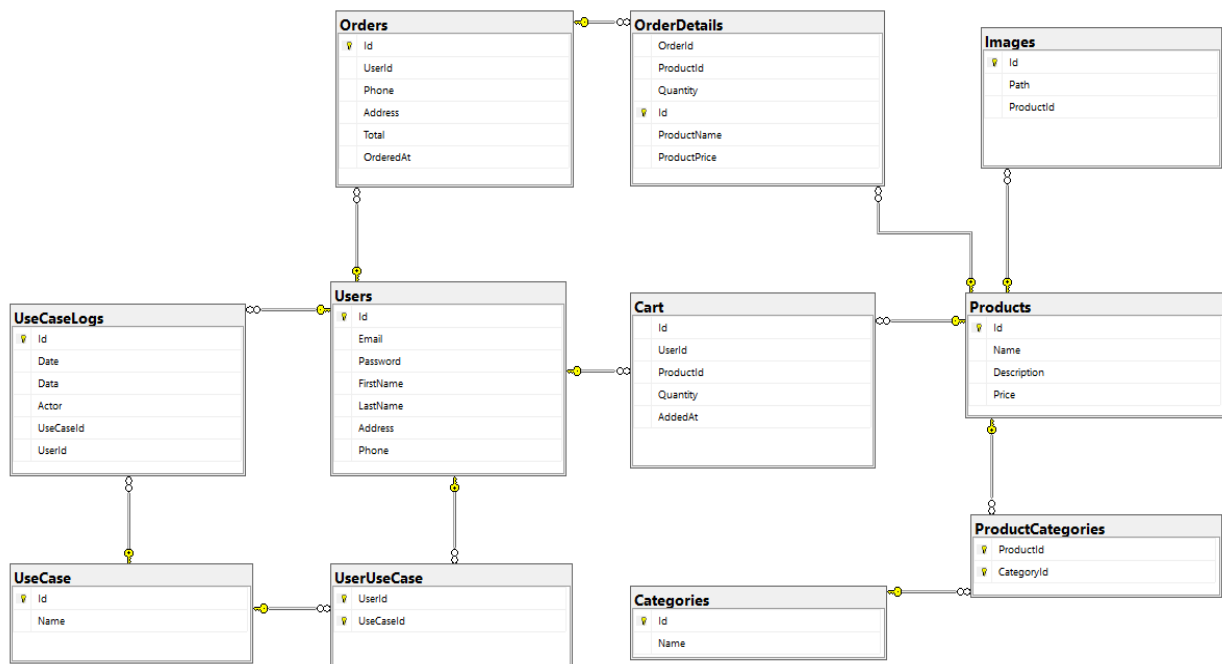 Orders
Id
UserId
Phone
Address
Total
OrderedAt
OrderDetails
OrderId
ProductId
Quantity
Id
ProductName
ProductPrice
Images
Id
Path
ProductId
UseCaseLogs
Id
Date
Data
Actor
UseCaseId
UserId
Users
Id
Email
Password
FirstName
LastName
Address
Phone
Cart
Id
UserId
ProductId
Quantity
AddedAt
Products
Id
Name
Description
Price
UseCase
Id
Name
UserUseCase
UserId
UseCaseId
Categories
Id
Name
ProductCategories
ProductId
CategoryId